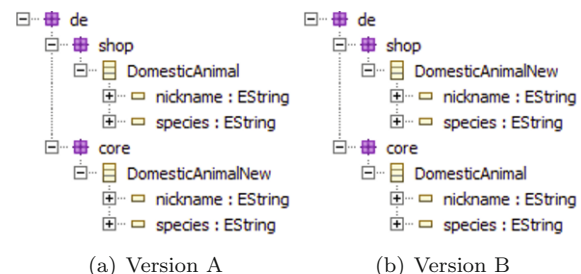 de
shop
DomesticAnimal
nickname : EString
species : EString
core
DomesticAnimalNew
nickname : EString
species : EString
(a) Version A
de
shop
DomesticAnimalNew
nickname : EString
species : EString
core
DomesticAnimal
nickname : EString
species : EString
(b) Version B